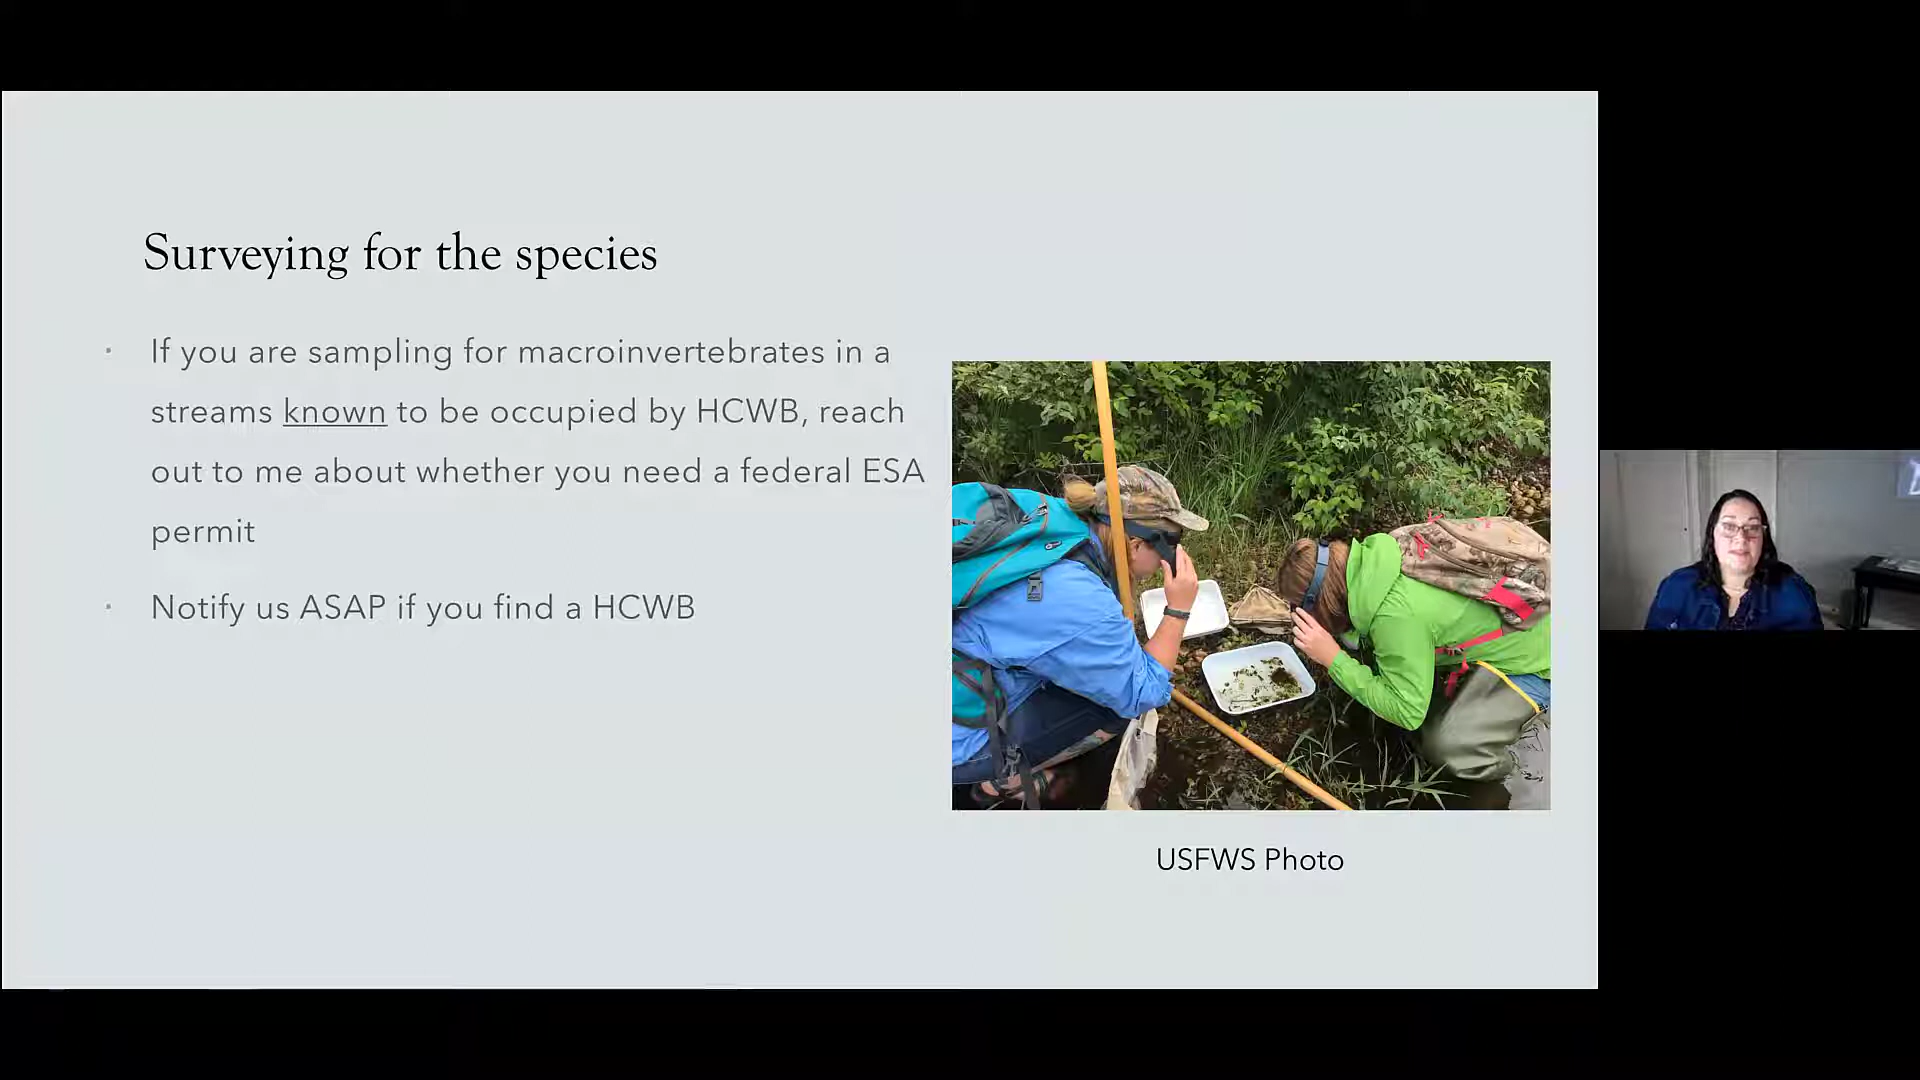 Surveying for the species
· If you are sampling for macroinvertebrates in a
streams known to be occupied by HCWB, reach
out to me about whether you need a federal ESA
permit
· Notify us ASAP if you find a HCWB
USFWS Photo